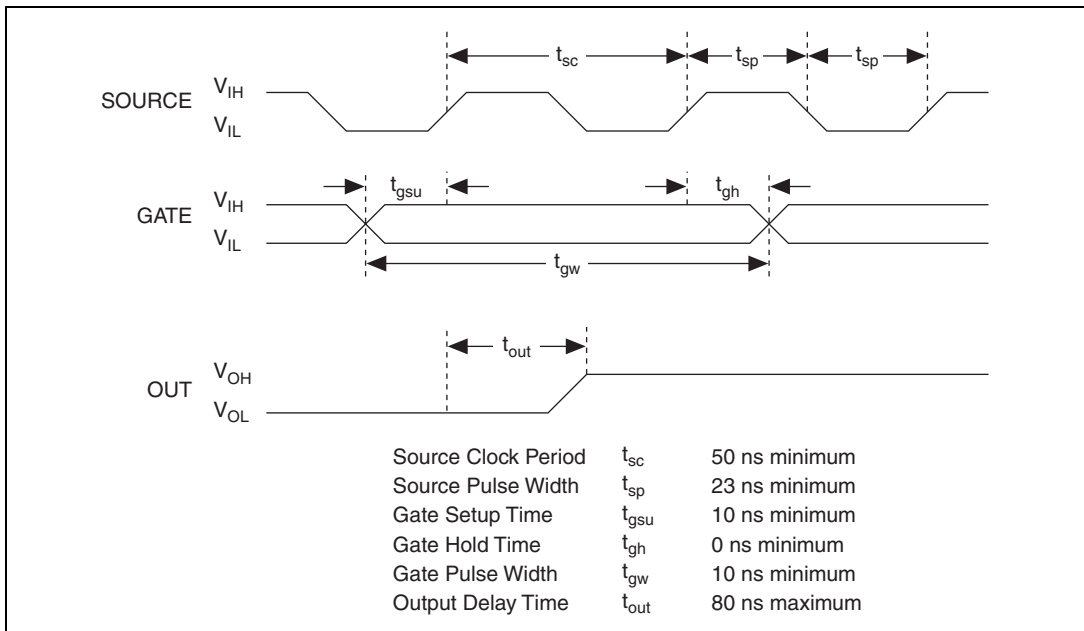 t_sc t_sp t_sp
SOURCE V_IH
V_IL
t_gsu t_gh
GATE V_IH
V_IL
t_gw
t_out
OUT V_OH
V_OL
Source Clock Period t_sc 50 ns minimum
Source Pulse Width t_sp 23 ns minimum
Gate Setup Time t_gsu 10 ns minimum
Gate Hold Time t_gh 0 ns minimum
Gate Pulse Width t_gw 10 ns minimum
Output Delay Time t_out 80 ns maximum